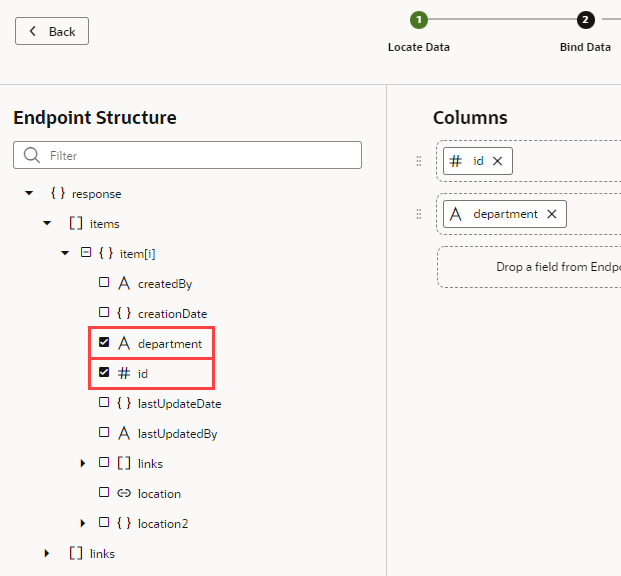 Back
1
2
Locate Data
Bind Data
Endpoint Structure
Filter
{ } response
[ ] items
{ } item[i]
A createdBy
{ } creationDate
A department
# id
{ } lastUpdateDate
A lastUpdatedBy
[ ] links
location
{ } location2
[ ] links
Columns
# id ×
A department ×
Drop a field from Endpo